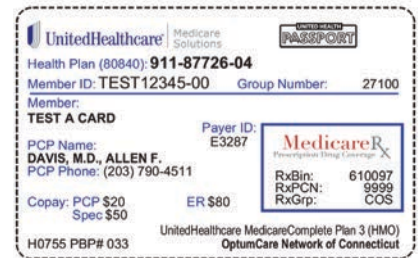 UnitedHealthcare Medicare Solutions
UNITED HEALTH PASSPORT
Health Plan (80840): 911-87726-04
Member ID: TEST12345-00 Group Number: 27100
Member:
TEST A CARD
Payer ID:
E3287
PCP Name:
DAVIS, M.D., ALLEN F.
PCP Phone: (203) 790-4511
MedicareRx
Prescription Drug Coverage
RxBin: 610097
RxPCN: 9999
RxGrp: COS
Copay: PCP $20 ER $80
Spec $50
UnitedHealthcare MedicareComplete Plan 3 (HMO)
H0755 PBP# 033 OptumCare Network of Connecticut